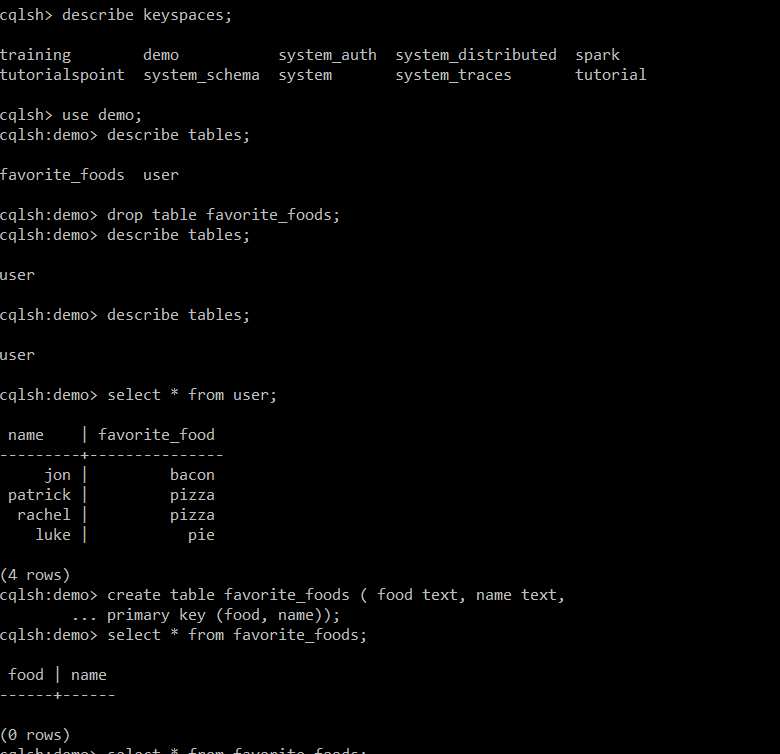 cqlsh> describe keyspaces;
training        demo           system_auth  system_distributed  spark
tutorialspoint  system_schema  system       system_traces       tutorial
cqlsh> use demo;
cqlsh:demo> describe tables;
favorite_foods  user
cqlsh:demo> drop table favorite_foods;
cqlsh:demo> describe tables;
user
cqlsh:demo> describe tables;
user
cqlsh:demo> select * from user;
 name    | favorite_food
---------+---------------
     jon |         bacon
 patrick |         pizza
  rachel |         pizza
    luke |           pie
(4 rows)
cqlsh:demo> create table favorite_foods ( food text, name text,
        ... primary key (food, name));
cqlsh:demo> select * from favorite_foods;
 food | name
------+------
(0 rows)
cqlsh:demo> select * from favorite_foods;